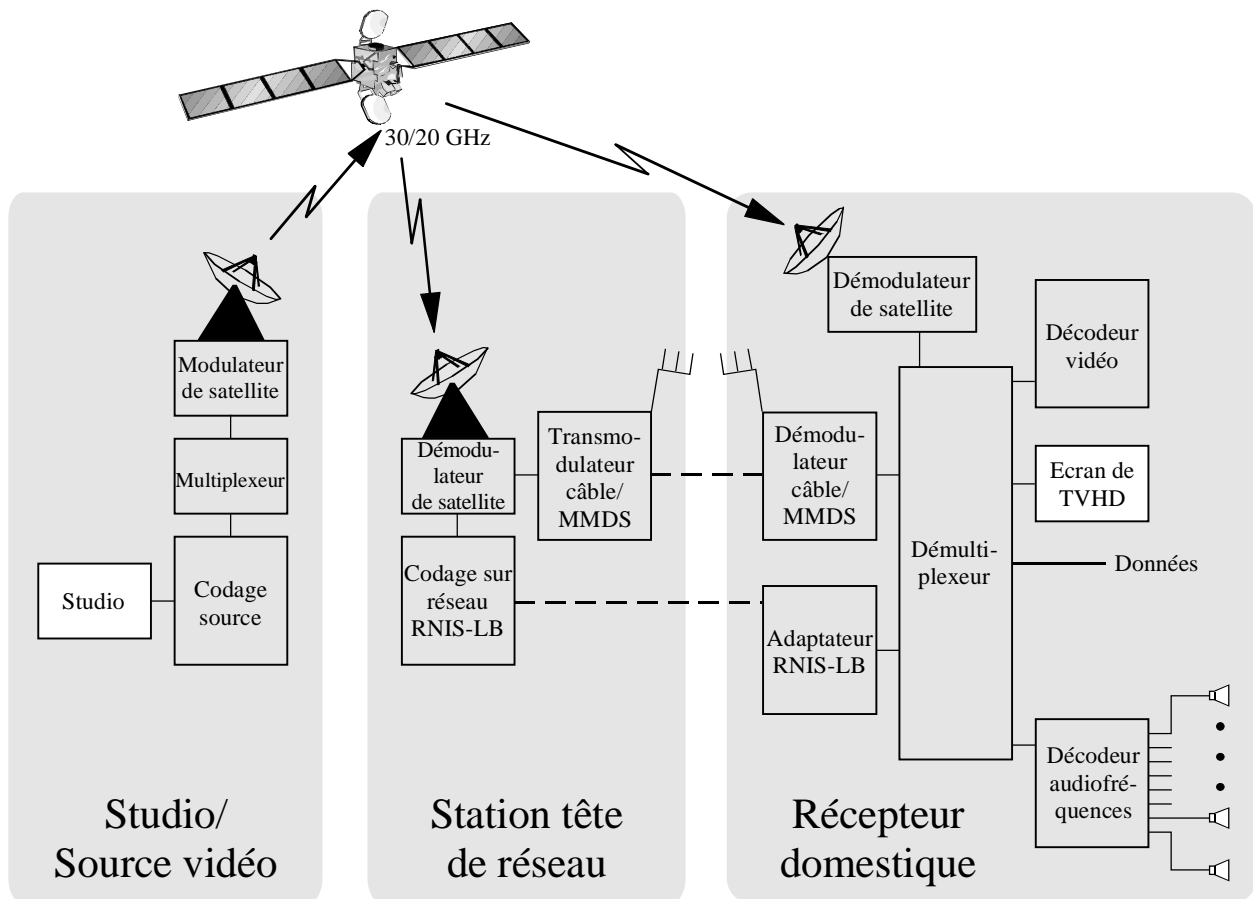 30/20 GHz
Modulateur
de satellite
Multiplexeur
Studio
Codage
source
Studio/
Source vidéo
Démodu-
lateur
de satellite
Transmo-
dulateur
câble/
MMDS
Codage sur
réseau
RNIS-LB
Station tête
de réseau
Démodulateur
de satellite
Décodeur
vidéo
Démodu-
lateur
câble/
MMDS
Ecran de
TVHD
Démulti-
plexeur
Données
Adaptateur
RNIS-LB
Décodeur
audiofré-
quences
Récepteur
domestique